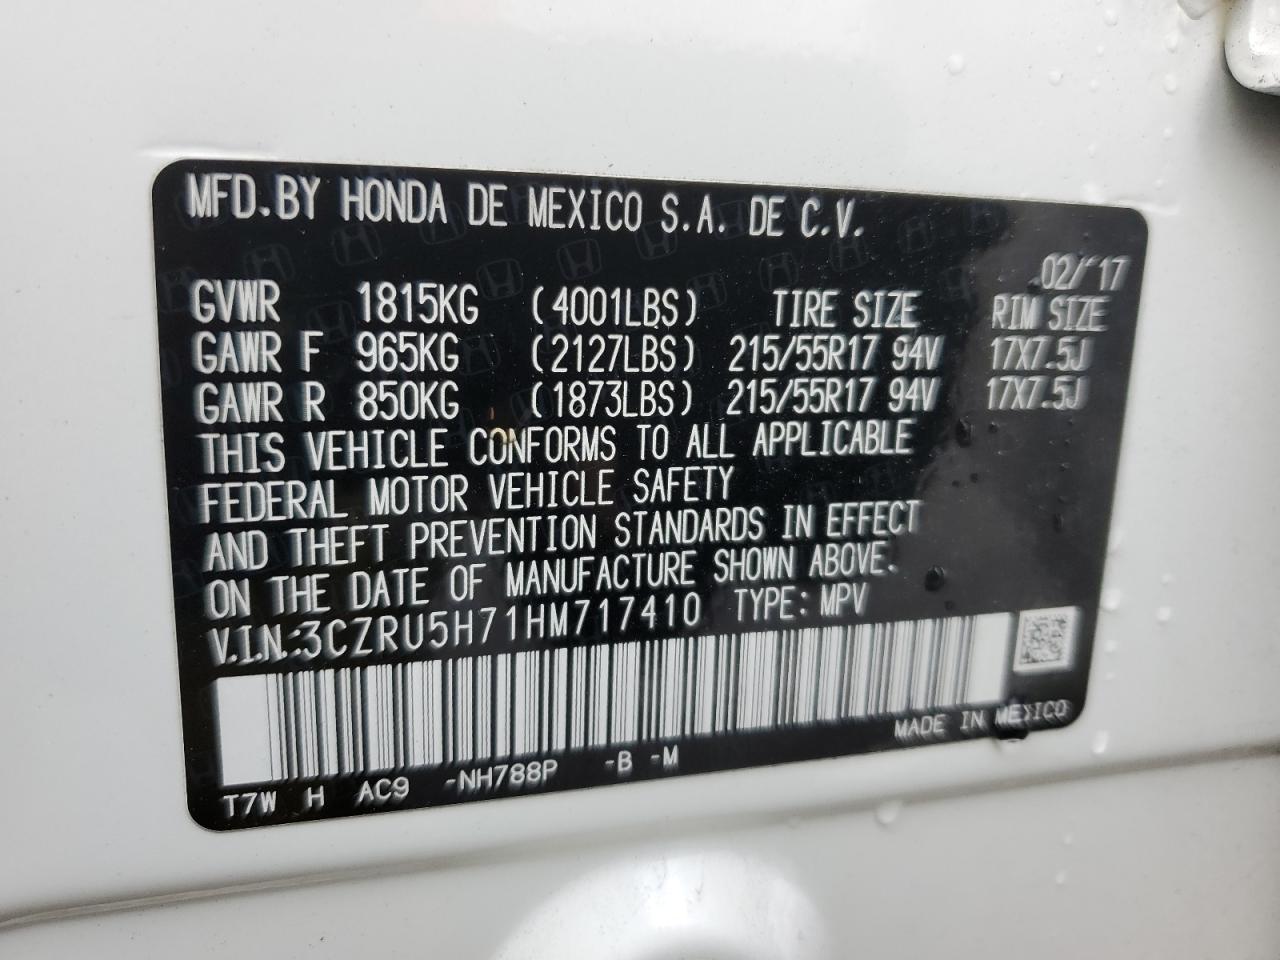 MFD.BY HONDA DE MEXICO S.A. DE C.V.
02/17
GVWR 1815KG (4001LBS) TIRE SIZE RIM SIZE
GAWR F 965KG (2127LBS) 215/55R17 94V 17X7.5J
GAWR R 850KG (1873LBS) 215/55R17 94V 17X7.5J
THIS VEHICLE CONFORMS TO ALL APPLICABLE
FEDERAL MOTOR VEHICLE SAFETY
AND THEFT PREVENTION STANDARDS IN EFFECT
ON THE DATE OF MANUFACTURE SHOWN ABOVE.
V.I.N.:3CZRU5H71HM717410 TYPE: MPV
MADE IN MEXICO
T7W H AC9 -NH788P -B -M